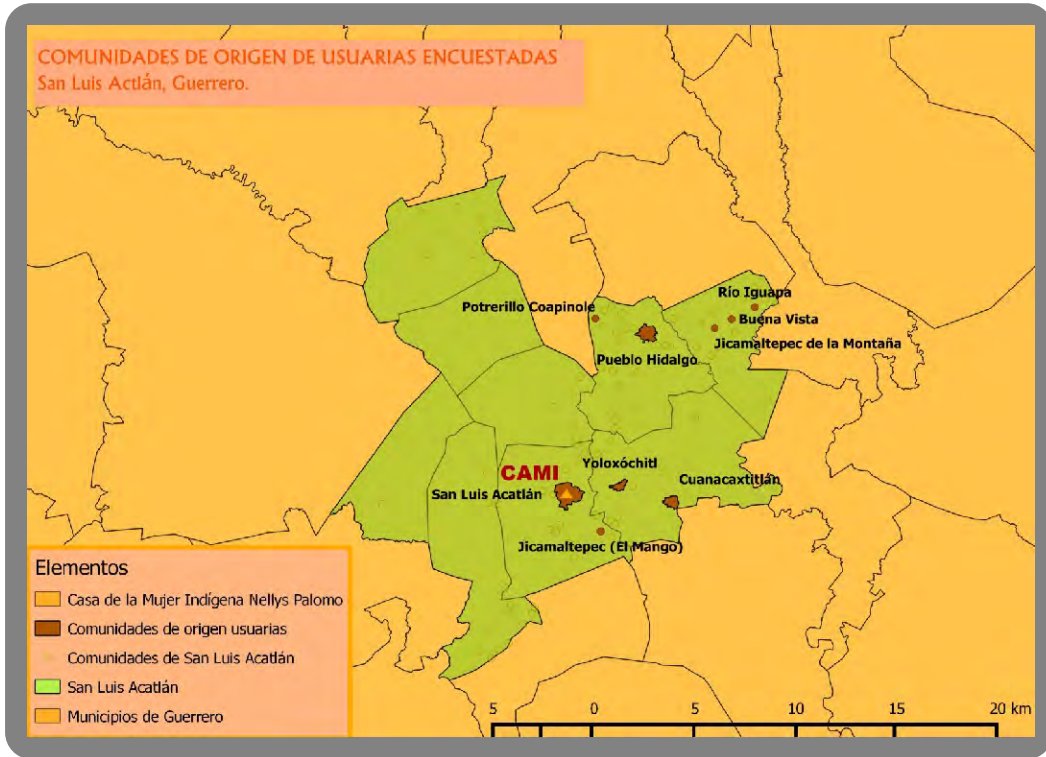 COMUNIDADES DE ORIGEN DE USUARIAS ENCUESTADAS
San Luis Actlán, Guerrero.
Río Iguapa
Potrerillo Coapinole
Buena Vista
Jicamaltepec de la Montaña
Pueblo Hidalgo
Yoloxóchitl
CAMI
Cuanacaxtitlán
San Luis Acatlán
Jicamaltepec (El Mango)
Elementos
Casa de la Mujer Indígena Nellys Palomo
Comunidades de origen usuarias
Comunidades de San Luis Acatlán
San Luis Acatlán
Municipios de Guerrero
5 0 5 10 15 20 km